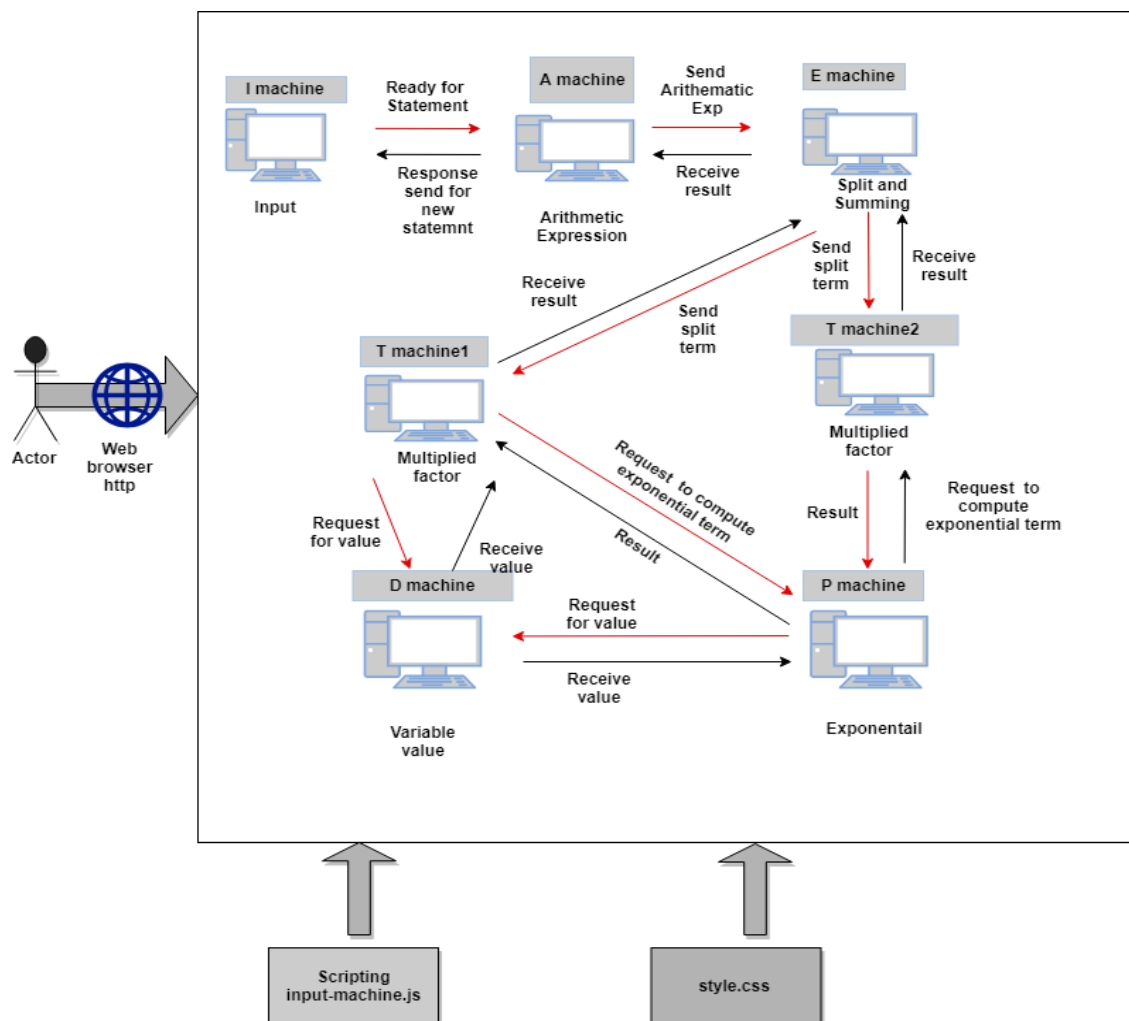 I machine
Ready for
Statement
A machine
Send
Arithematic
Exp
E machine
Response
send for
new
statemnt
Receive
result
Input
Arithmetic
Expression
Split and
Summing
Receive
result
Send
split
term
Send
split
term
Receive
result
T machine1
T machine2
Actor
Web
browser
http
Multiplied
factor
Multiplied
factor
Request to compute
exponential term
Result
Result
Request to
compute
exponential term
Request
for value
Receive
value
D machine
P machine
Request
for value
Receive
value
Variable
value
Exponentail
Scripting
input-machine.js
style.css